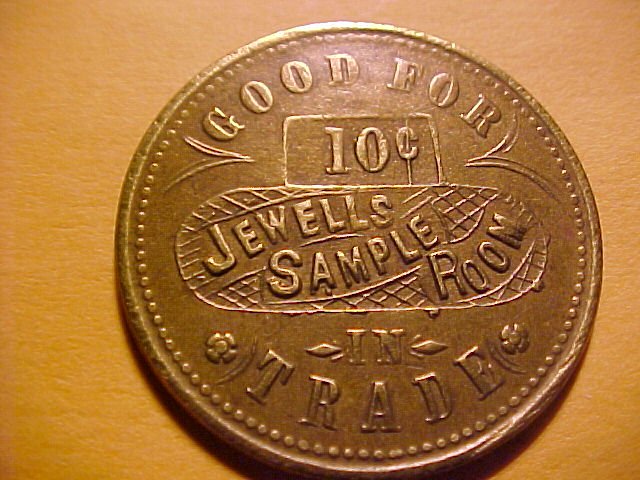 GOOD FOR
10¢
JEWELLS
SAMPLE ROOM
IN
TRADE